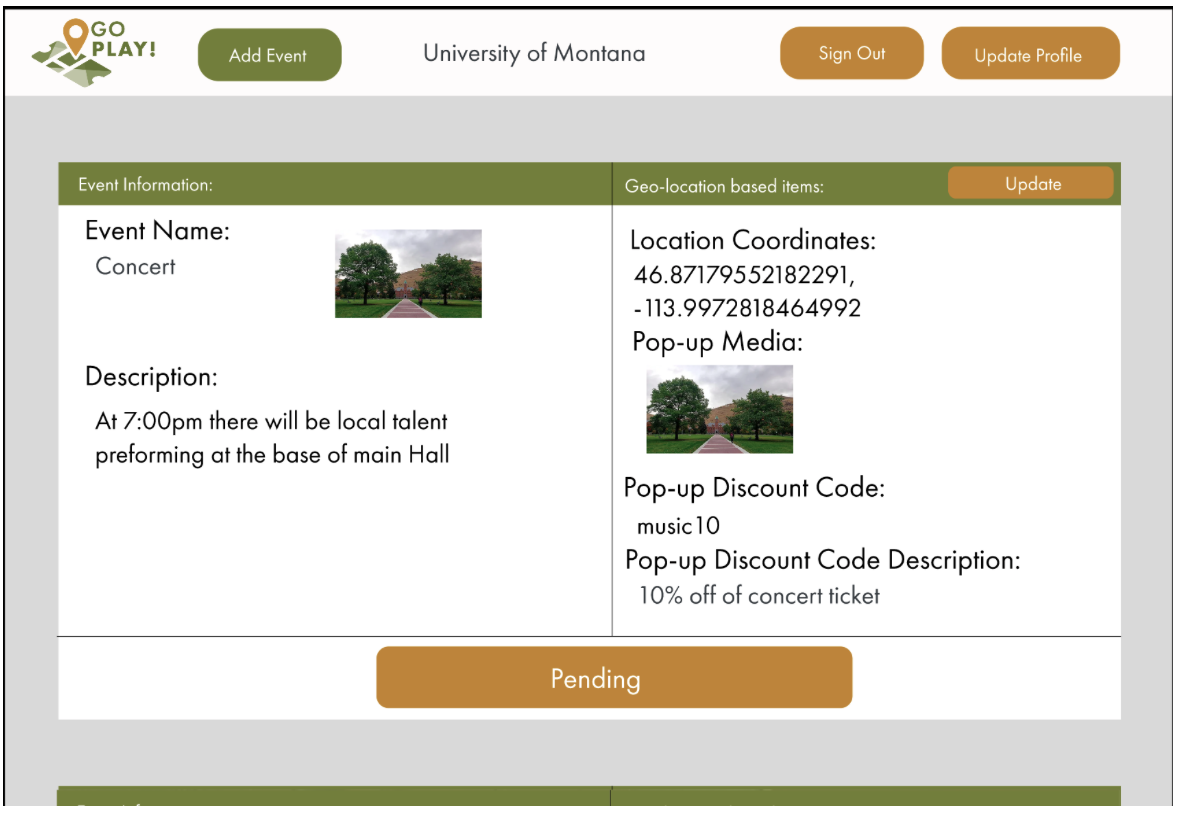 GO
PLAY!
Add Event
University of Montana
Sign Out
Update Profile
Event Information:
Event Name:
Concert
Description:
At 7:00pm there will be local talent
preforming at the base of main Hall
Geo-location based items:
Update
Location Coordinates:
46.87179552182291,
-113.9972818464992
Pop-up Media:
Pop-up Discount Code:
music10
Pop-up Discount Code Description:
10% off of concert ticket
Pending